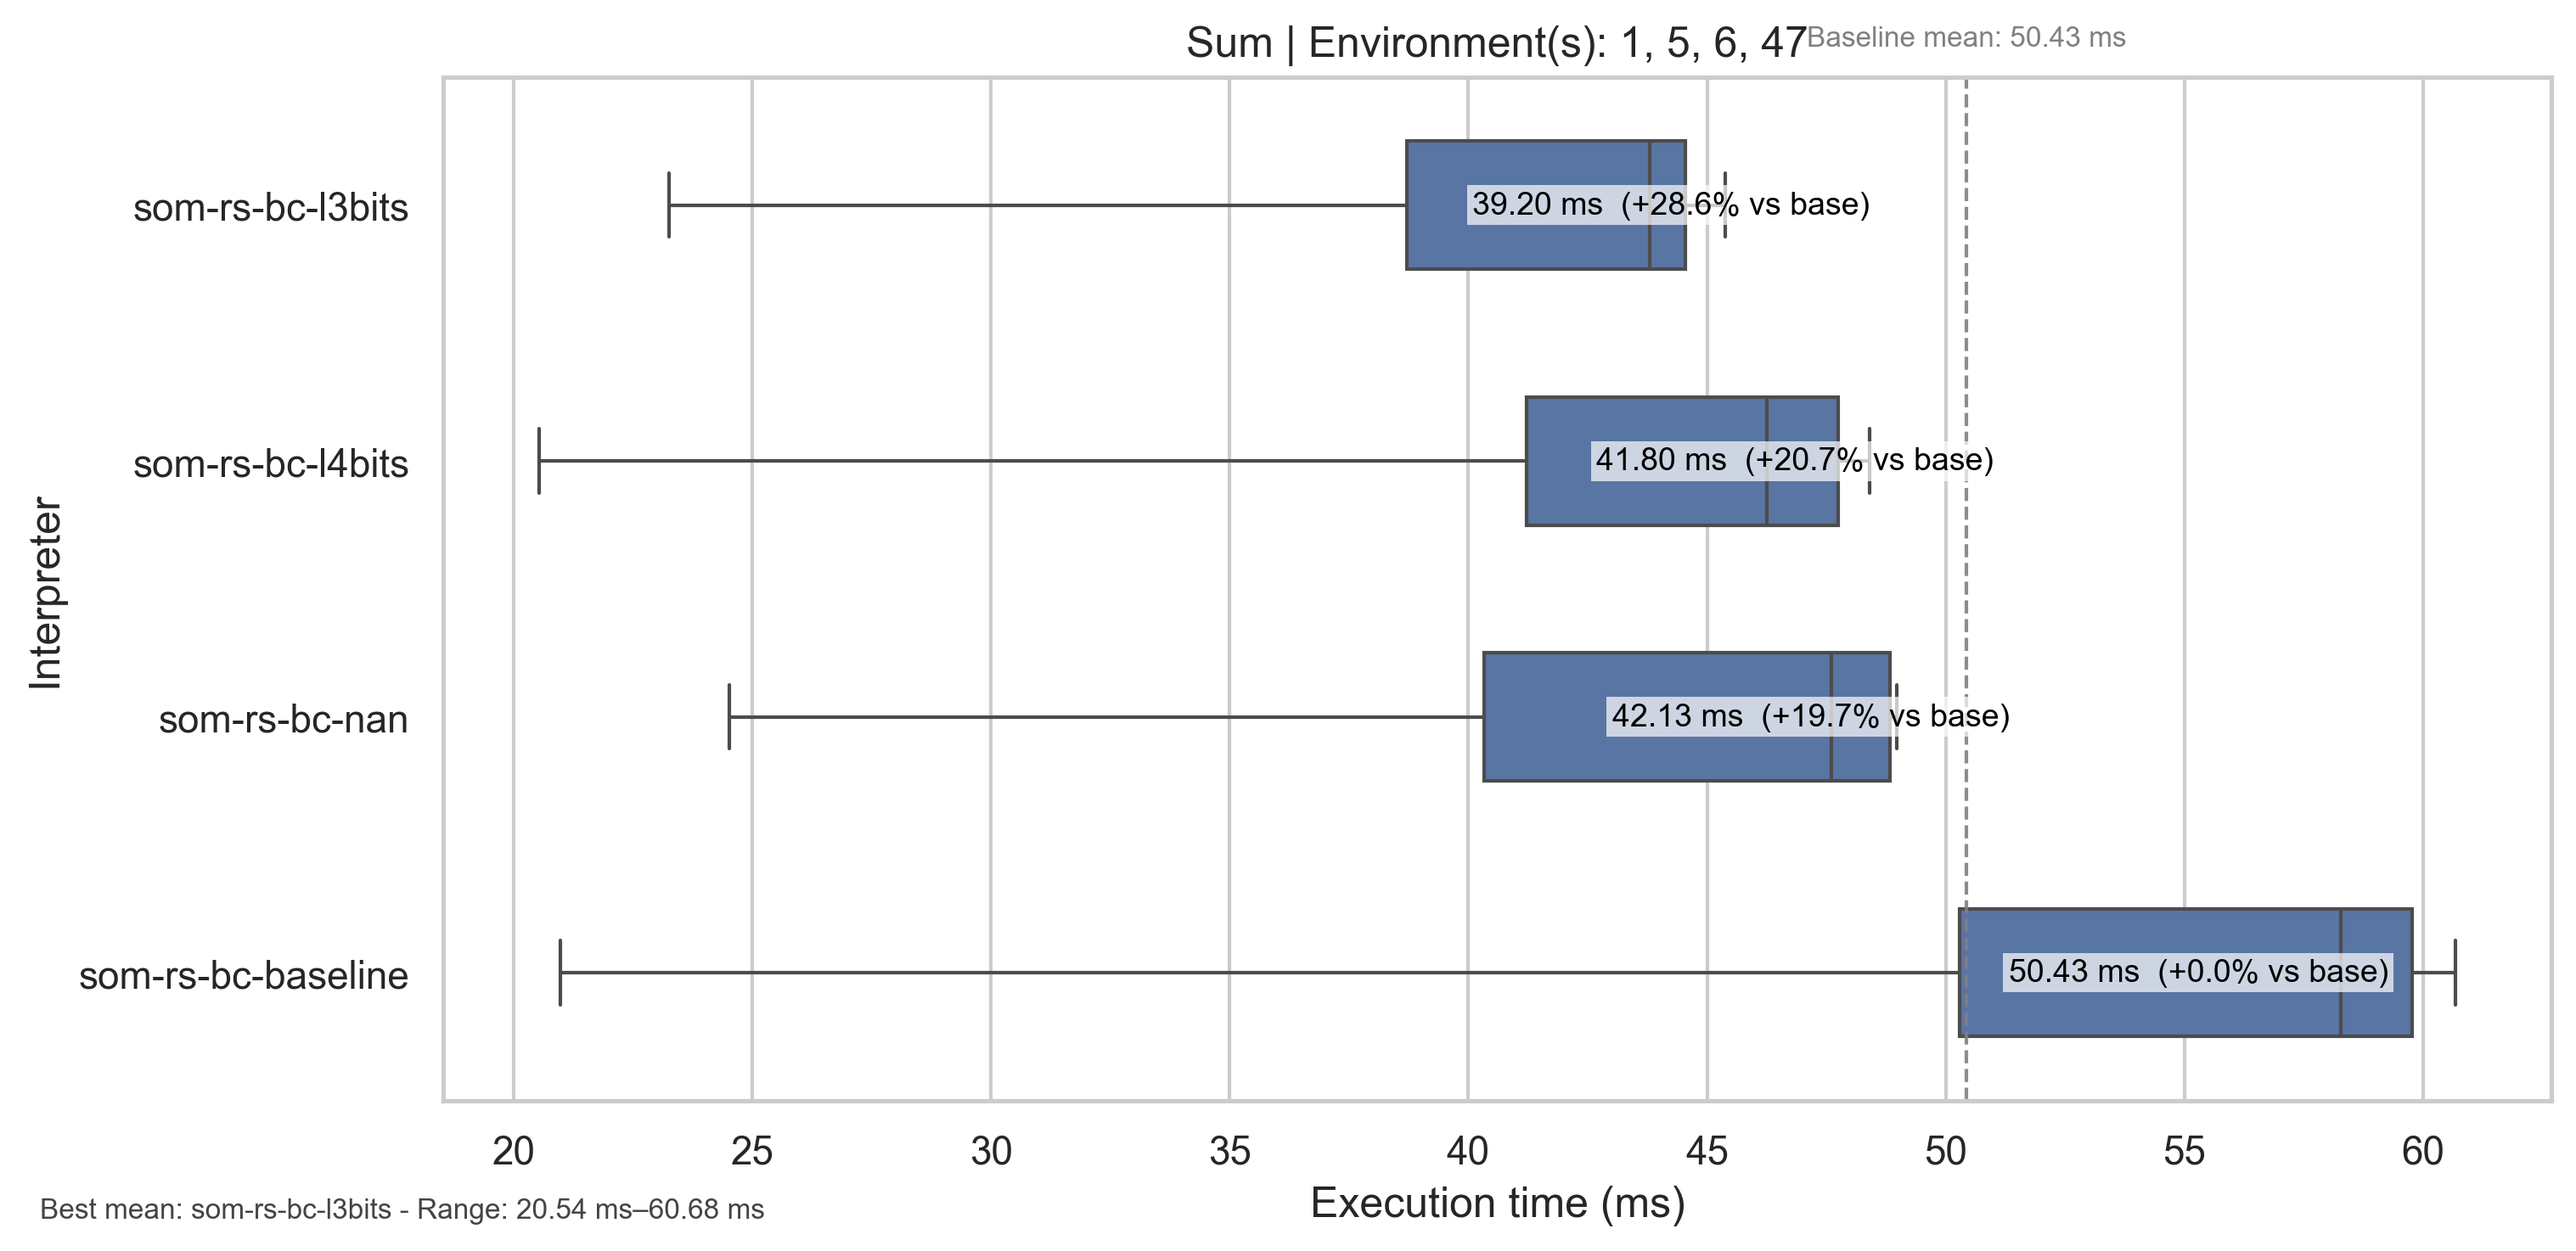 Sum | Environment(s): 1, 5, 6, 47
Baseline mean: 50.43 ms
Interpreter
som-rs-bc-l3bits
39.20 ms (+28.6% vs base)
som-rs-bc-l4bits
41.80 ms (+20.7% vs base)
som-rs-bc-nan
42.13 ms (+19.7% vs base)
som-rs-bc-baseline
50.43 ms (+0.0% vs base)
20 25 30 35 40 45 50 55 60
Execution time (ms)
Best mean: som-rs-bc-l3bits - Range: 20.54 ms–60.68 ms